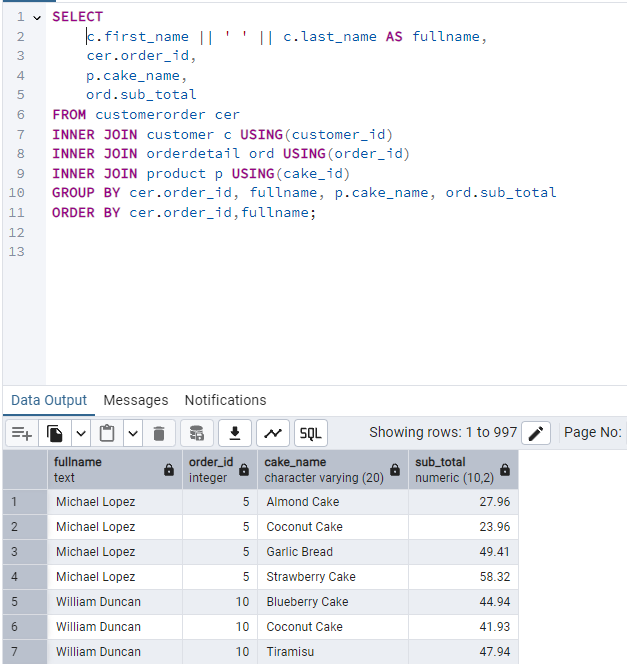 1 SELECT
2 c.first_name || ' ' || c.last_name AS fullname,
3 cer.order_id,
4 p.cake_name,
5 ord.sub_total
6 FROM customerorder cer
7 INNER JOIN customer c USING(customer_id)
8 INNER JOIN orderdetail ord USING(order_id)
9 INNER JOIN product p USING(cake_id)
10 GROUP BY cer.order_id, fullname, p.cake_name, ord.sub_total
11 ORDER BY cer.order_id,fullname;
12
13
Data Output Messages Notifications
SQL Showing rows: 1 to 997 Page No:
fullname order_id cake_name sub_total
text integer character varying (20) numeric (10,2)
1 Michael Lopez 5 Almond Cake 27.96
2 Michael Lopez 5 Coconut Cake 23.96
3 Michael Lopez 5 Garlic Bread 49.41
4 Michael Lopez 5 Strawberry Cake 58.32
5 William Duncan 10 Blueberry Cake 44.94
6 William Duncan 10 Coconut Cake 41.93
7 William Duncan 10 Tiramisu 47.94